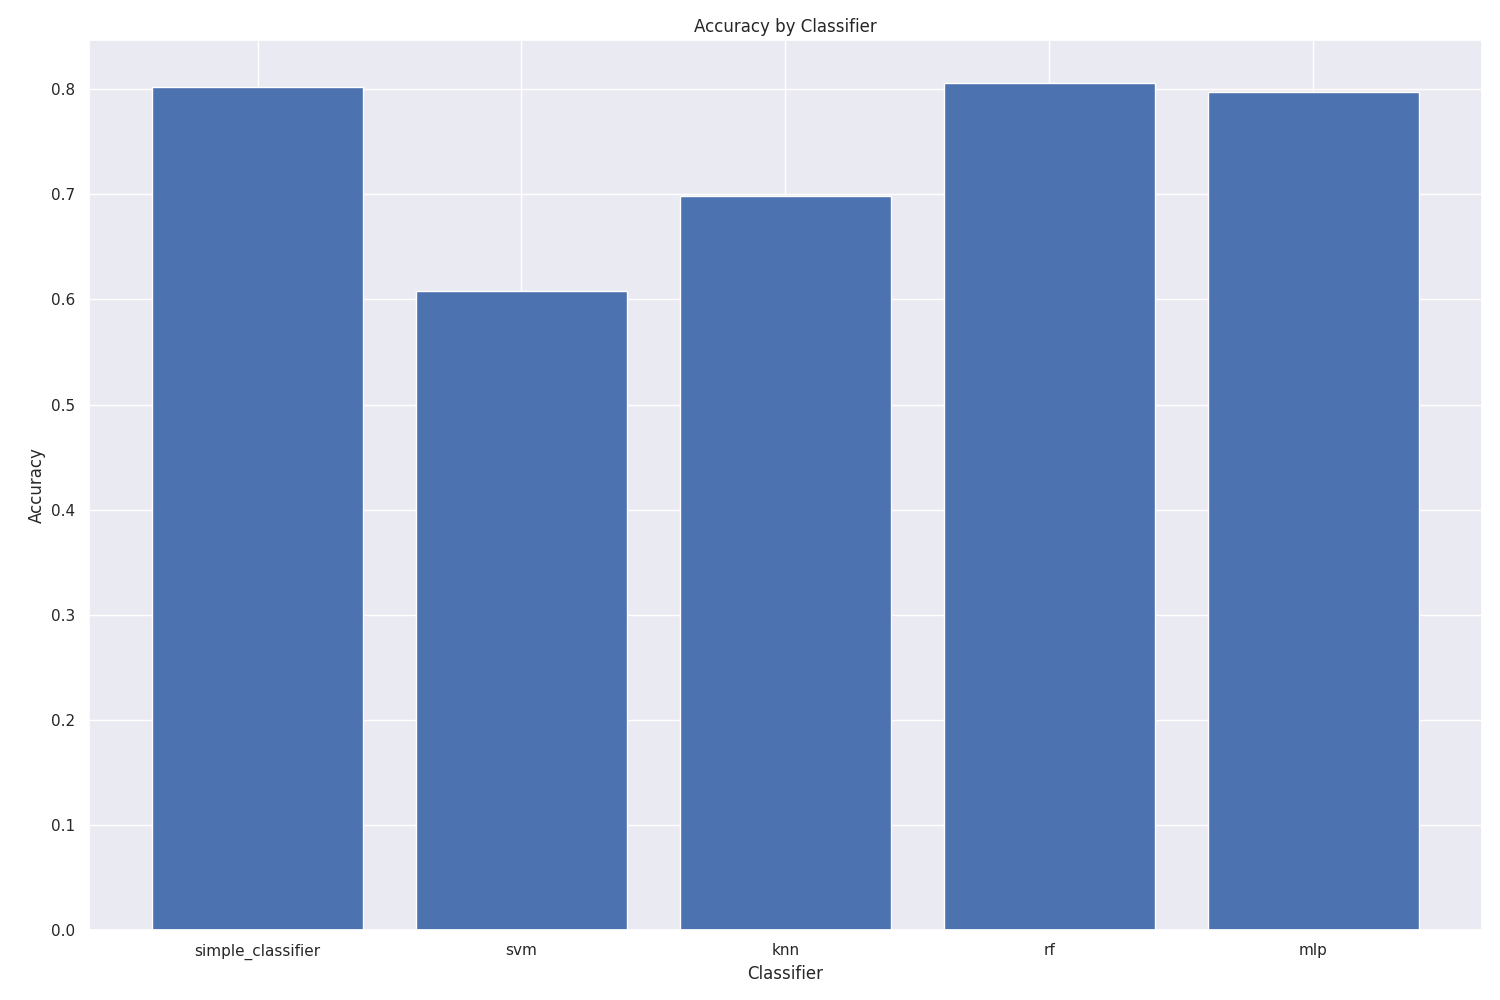 Accuracy by Classifier
Accuracy
0.8
0.7
0.6
0.5
0.4
0.3
0.2
0.1
0.0
simple_classifier
svm
knn
rf
mlp
Classifier